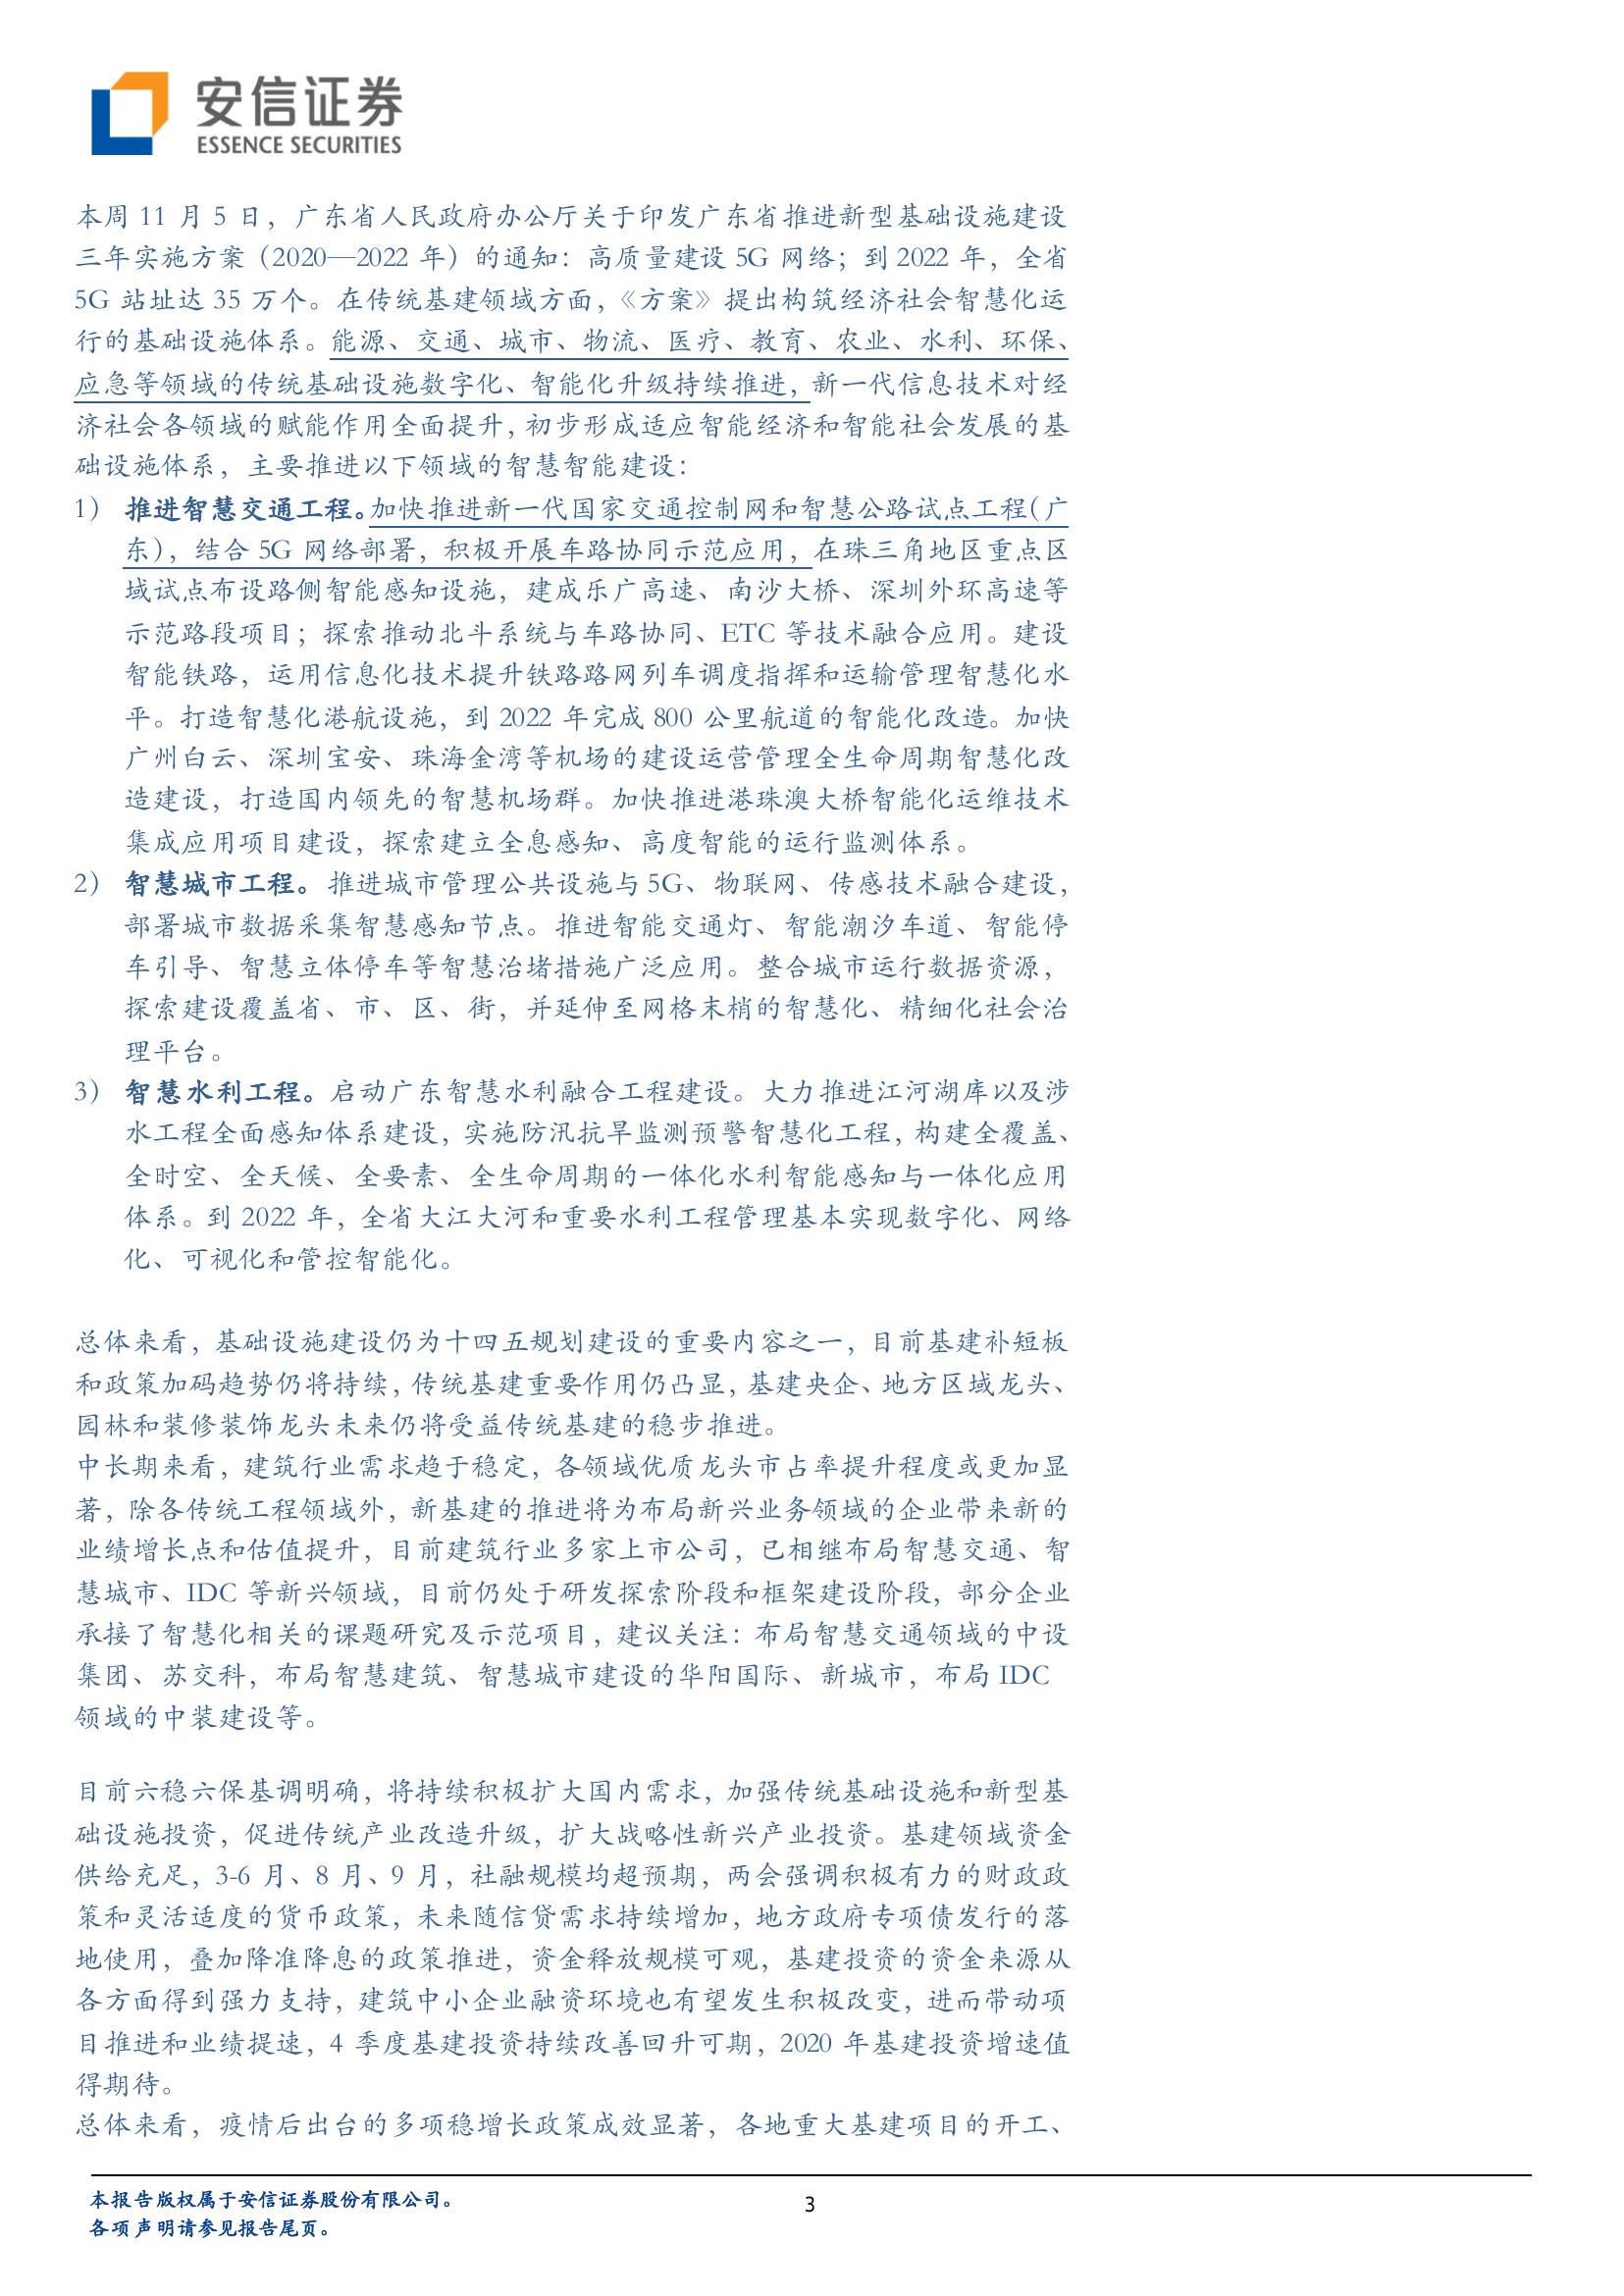 安信证券
ESSENCE SECURITIES
本周 11 月 5 日，广东省人民政府办公厅关于印发广东省推进新型基础设施建设
三年实施方案（2020—2022 年）的通知：高质量建设 5G 网络；到 2022 年，全省
5G 站址达 35 万个。在传统基建领域方面，《方案》提出构筑经济社会智慧化运
行的基础设施体系。能源、交通、城市、物流、医疗、教育、农业、水利、环保、
应急等领域的传统基础设施数字化、智能化升级持续推进，新一代信息技术对经
济社会各领域的赋能作用全面提升，初步形成适应智能经济和智能社会发展的基
础设施体系，主要推进以下领域的智慧智能建设：
1） 推进智慧交通工程。加快推进新一代国家交通控制网和智慧公路试点工程（广
东），结合 5G 网络部署，积极开展车路协同示范应用，在珠三角地区重点区
域试点布设路侧智能感知设施，建成乐广高速、南沙大桥、深圳外环高速等
示范路段项目；探索推动北斗系统与车路协同、ETC 等技术融合应用。建设
智能铁路，运用信息化技术提升铁路路网列车调度指挥和运输管理智慧化水
平。打造智慧化港航设施，到 2022 年完成 800 公里航道的智能化改造。加快
广州白云、深圳宝安、珠海金湾等机场的建设运营管理全生命周期智慧化改
造建设，打造国内领先的智慧机场群。加快推进港珠澳大桥智能化运维技术
集成应用项目建设，探索建立全息感知、高度智能的运行监测体系。
2） 智慧城市工程。推进城市管理公共设施与 5G、物联网、传感技术融合建设，
部署城市数据采集智慧感知节点。推进智能交通灯、智能潮汐车道、智能停
车引导、智慧立体停车等智慧治堵措施广泛应用。整合城市运行数据资源，
探索建设覆盖省、市、区、街，并延伸至网格末梢的智慧化、精细化社会治
理平台。
3） 智慧水利工程。启动广东智慧水利融合工程建设。大力推进江河湖库以及涉
水工程全面感知体系建设，实施防汛抗旱监测预警智慧化工程，构建全覆盖、
全时空、全天候、全要素、全生命周期的一体化水利智能感知与一体化应用
体系。到 2022 年，全省大江大河和重要水利工程管理基本实现数字化、网络
化、可视化和管控智能化。
总体来看，基础设施建设仍为十四五规划建设的重要内容之一，目前基建补短板
和政策加码趋势仍将持续，传统基建重要作用仍凸显，基建央企、地方区域龙头、
园林和装修装饰龙头未来仍将受益传统基建的稳步推进。
中长期来看，建筑行业需求趋于稳定，各领域优质龙头市占率提升程度或更加显
著，除各传统工程领域外，新基建的推进将为布局新兴业务领域的企业带来新的
业绩增长点和估值提升，目前建筑行业多家上市公司，已相继布局智慧交通、智
慧城市、IDC 等新兴领域，目前仍处于研发探索阶段和框架建设阶段，部分企业
承接了智慧化相关的课题研究及示范项目，建议关注：布局智慧交通领域的中设
集团、苏交科，布局智慧建筑、智慧城市建设的华阳国际、新城市，布局 IDC
领域的中装建设等。
目前六稳六保基调明确，将持续积极扩大国内需求，加强传统基础设施和新型基
础设施投资，促进传统产业改造升级，扩大战略性新兴产业投资。基建领域资金
供给充足，3-6 月、8 月、9 月，社融规模均超预期，两会强调积极有力的财政政
策和灵活适度的货币政策，未来随信贷需求持续增加，地方政府专项债发行的落
地使用，叠加降准降息的政策推进，资金释放规模可观，基建投资的资金来源从
各方面得到强力支持，建筑中小企业融资环境也有望发生积极改变，进而带动项
目推进和业绩提速，4 季度基建投资持续改善回升可期，2020 年基建投资增速值
得期待。
总体来看，疫情后出台的多项稳增长政策成效显著，各地重大基建项目的开工、
本报告版权属于安信证券股份有限公司。
3
各项声明请参见报告尾页。